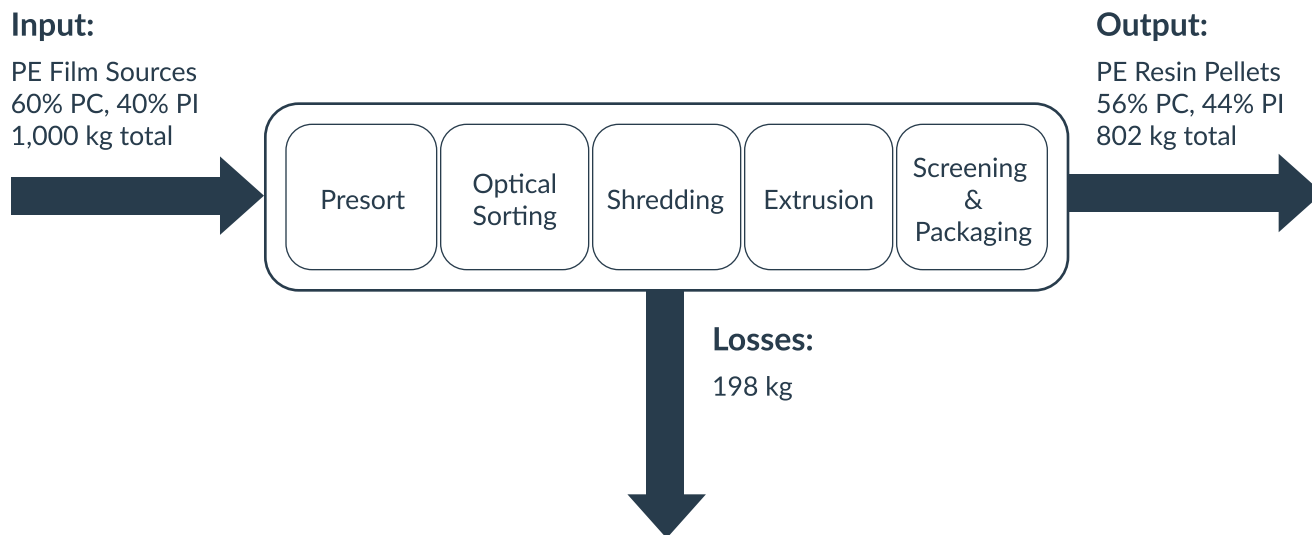 Input:
PE Film Sources
60% PC, 40% PI
1,000 kg total
Presort
Optical
Sorting
Shredding
Extrusion
Screening
&
Packaging
Output:
PE Resin Pellets
56% PC, 44% PI
802 kg total
Losses:
198 kg